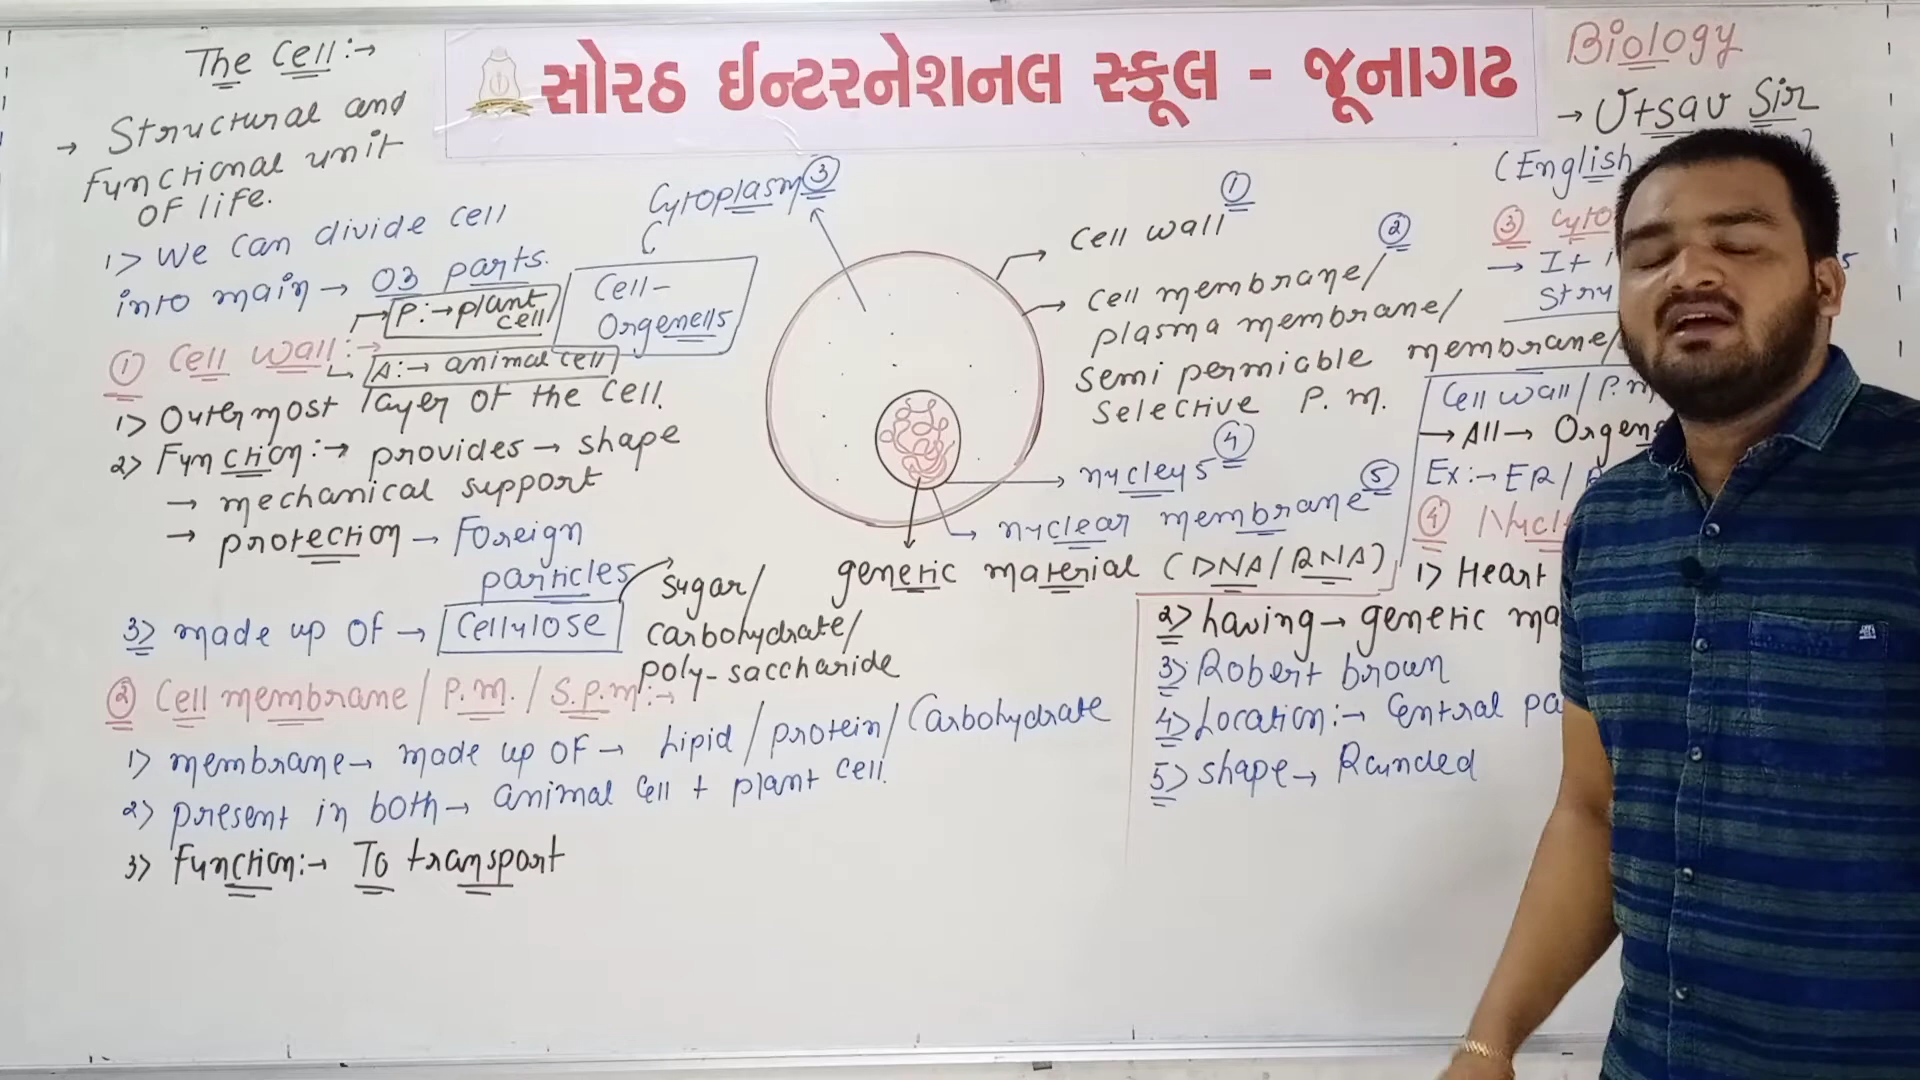 The Cell:→
→ Structural and
Functional unit
OF life.
1> We can divide cell
into main → 03 parts.
① Cell wall:→
P:→ plant cell
A:→ animal cell
1> Outermost layer of the cell.
2> Function:→ provides → shape
→ mechanical support
→ protection → Foreign
particles
3> made up of → Cellulose
sugar/
carbohydrate/
poly-saccharide
② Cell membrane/P.M./S.P.M:→
1> membrane → made up of → Lipid/protein/Carbohydrate
2> present in both → animal cell + plant cell.
3> Function:→ To transport
સોરઠ ઈન્ટરનેશનલ સ્કૂલ - જૂનાગઢ
Cytoplasm ③
Cell-
Orgenells
①
Cell wall
②
Cell membrane/
plasma membrane/
semi permiable membrane/
selective P.M.
nucleus ④
nuclear membrane ⑤
genetic material (DNA/RNA)
Biology
→ Utsav Sir
(English
③ Cyto
→ It i
Stru
Cell wall/P.M
→ All → Orgene
Ex:→ ER/
④ Nucle
1> Heart
2> having → genetic ma
3> Robert brown
4> Location:→ Central pa
5> shape → Rounded